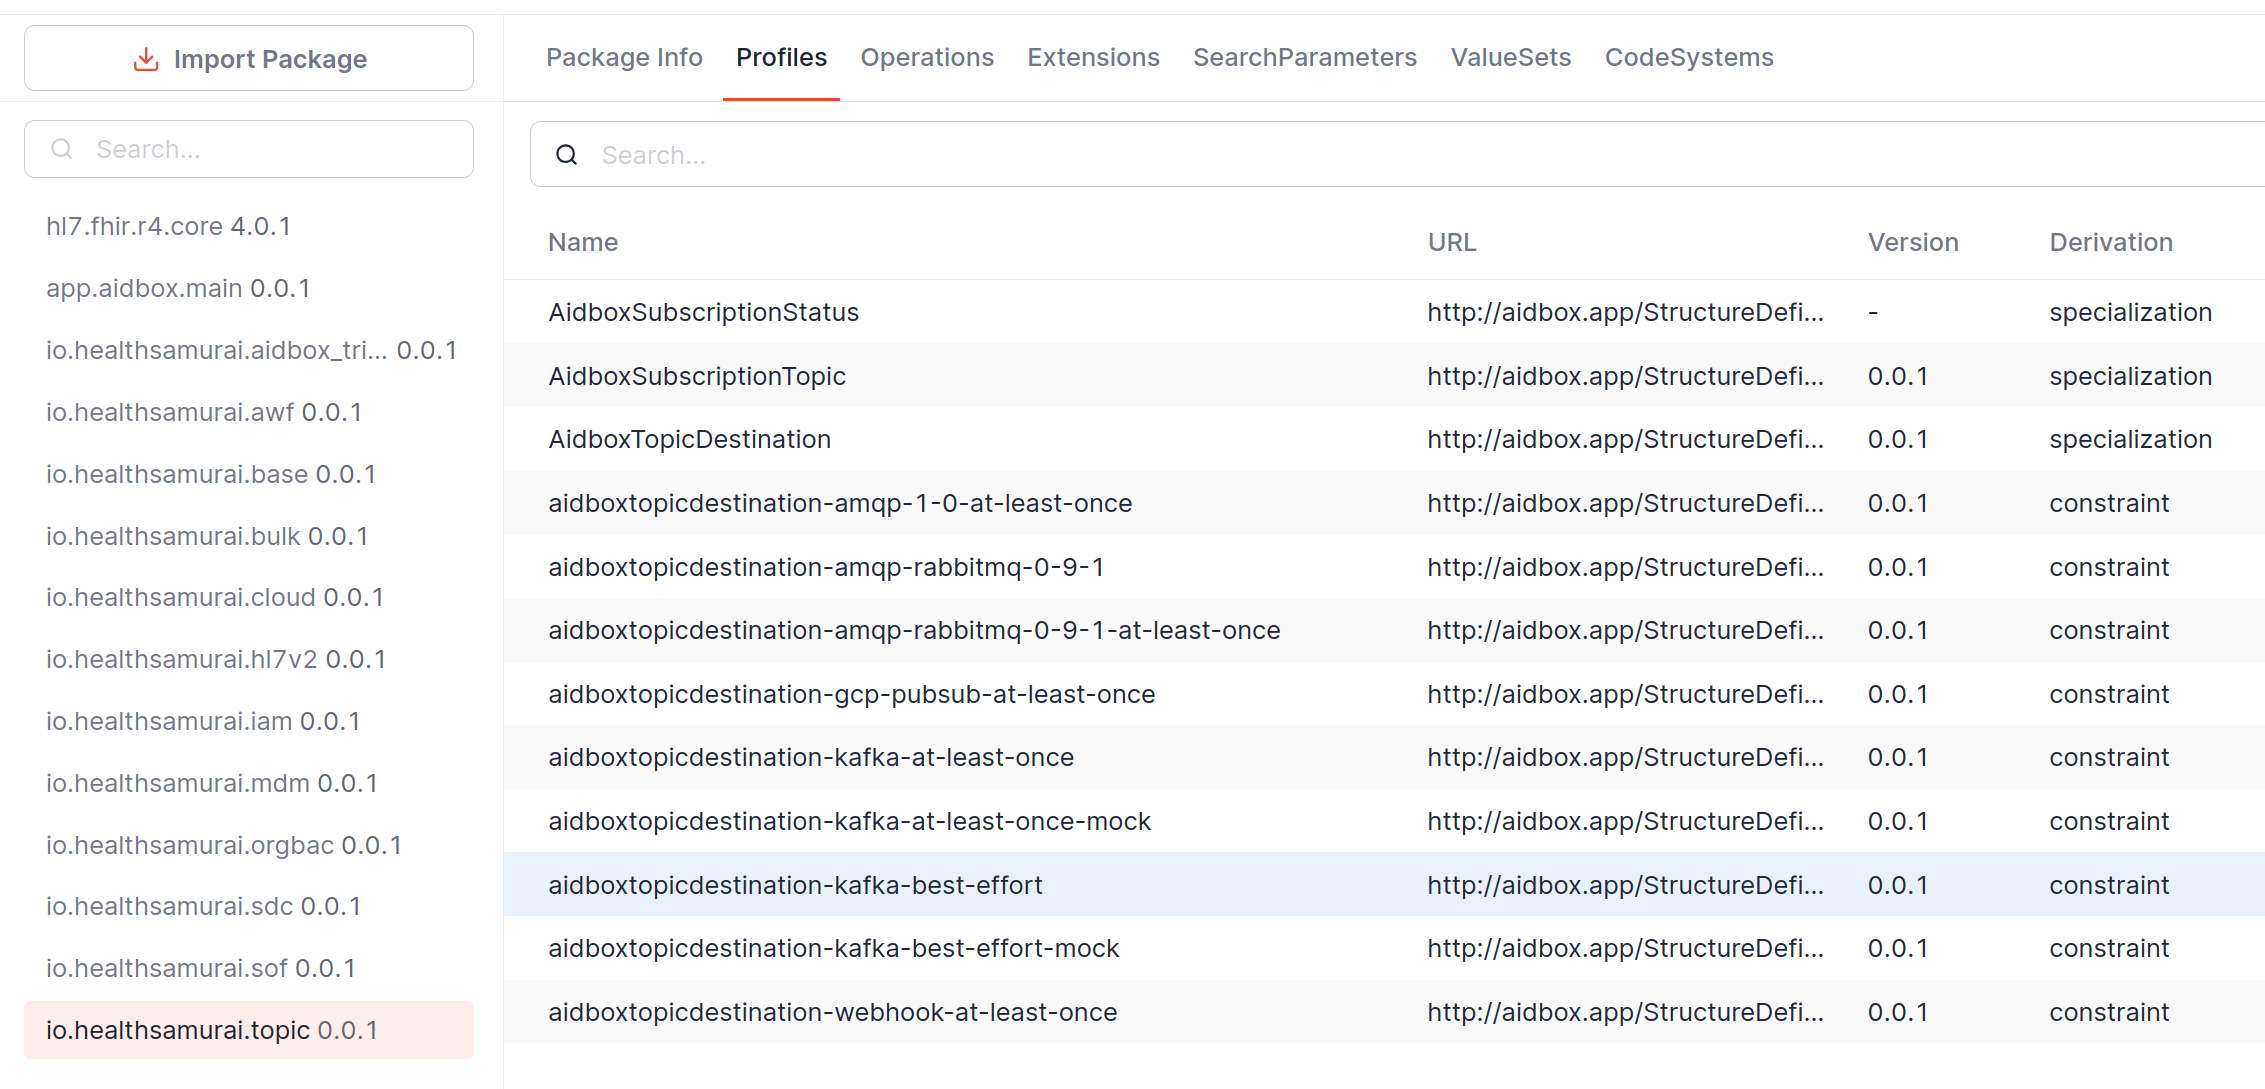 Import Package
Search...
hl7.fhir.r4.core 4.0.1
app.aidbox.main 0.0.1
io.healthsamurai.aidbox_tri... 0.0.1
io.healthsamurai.awf 0.0.1
io.healthsamurai.base 0.0.1
io.healthsamurai.bulk 0.0.1
io.healthsamurai.cloud 0.0.1
io.healthsamurai.hl7v2 0.0.1
io.healthsamurai.iam 0.0.1
io.healthsamurai.mdm 0.0.1
io.healthsamurai.orgbac 0.0.1
io.healthsamurai.sdc 0.0.1
io.healthsamurai.sof 0.0.1
io.healthsamurai.topic 0.0.1
Package Info Profiles Operations Extensions SearchParameters ValueSets CodeSystems
Search...
Name URL Version Derivation
AidboxSubscriptionStatus http://aidbox.app/StructureDefi... - specialization
AidboxSubscriptionTopic http://aidbox.app/StructureDefi... 0.0.1 specialization
AidboxTopicDestination http://aidbox.app/StructureDefi... 0.0.1 specialization
aidboxtopicdestination-amqp-1-0-at-least-once http://aidbox.app/StructureDefi... 0.0.1 constraint
aidboxtopicdestination-amqp-rabbitmq-0-9-1 http://aidbox.app/StructureDefi... 0.0.1 constraint
aidboxtopicdestination-amqp-rabbitmq-0-9-1-at-least-once http://aidbox.app/StructureDefi... 0.0.1 constraint
aidboxtopicdestination-gcp-pubsub-at-least-once http://aidbox.app/StructureDefi... 0.0.1 constraint
aidboxtopicdestination-kafka-at-least-once http://aidbox.app/StructureDefi... 0.0.1 constraint
aidboxtopicdestination-kafka-at-least-once-mock http://aidbox.app/StructureDefi... 0.0.1 constraint
aidboxtopicdestination-kafka-best-effort http://aidbox.app/StructureDefi... 0.0.1 constraint
aidboxtopicdestination-kafka-best-effort-mock http://aidbox.app/StructureDefi... 0.0.1 constraint
aidboxtopicdestination-webhook-at-least-once http://aidbox.app/StructureDefi... 0.0.1 constraint